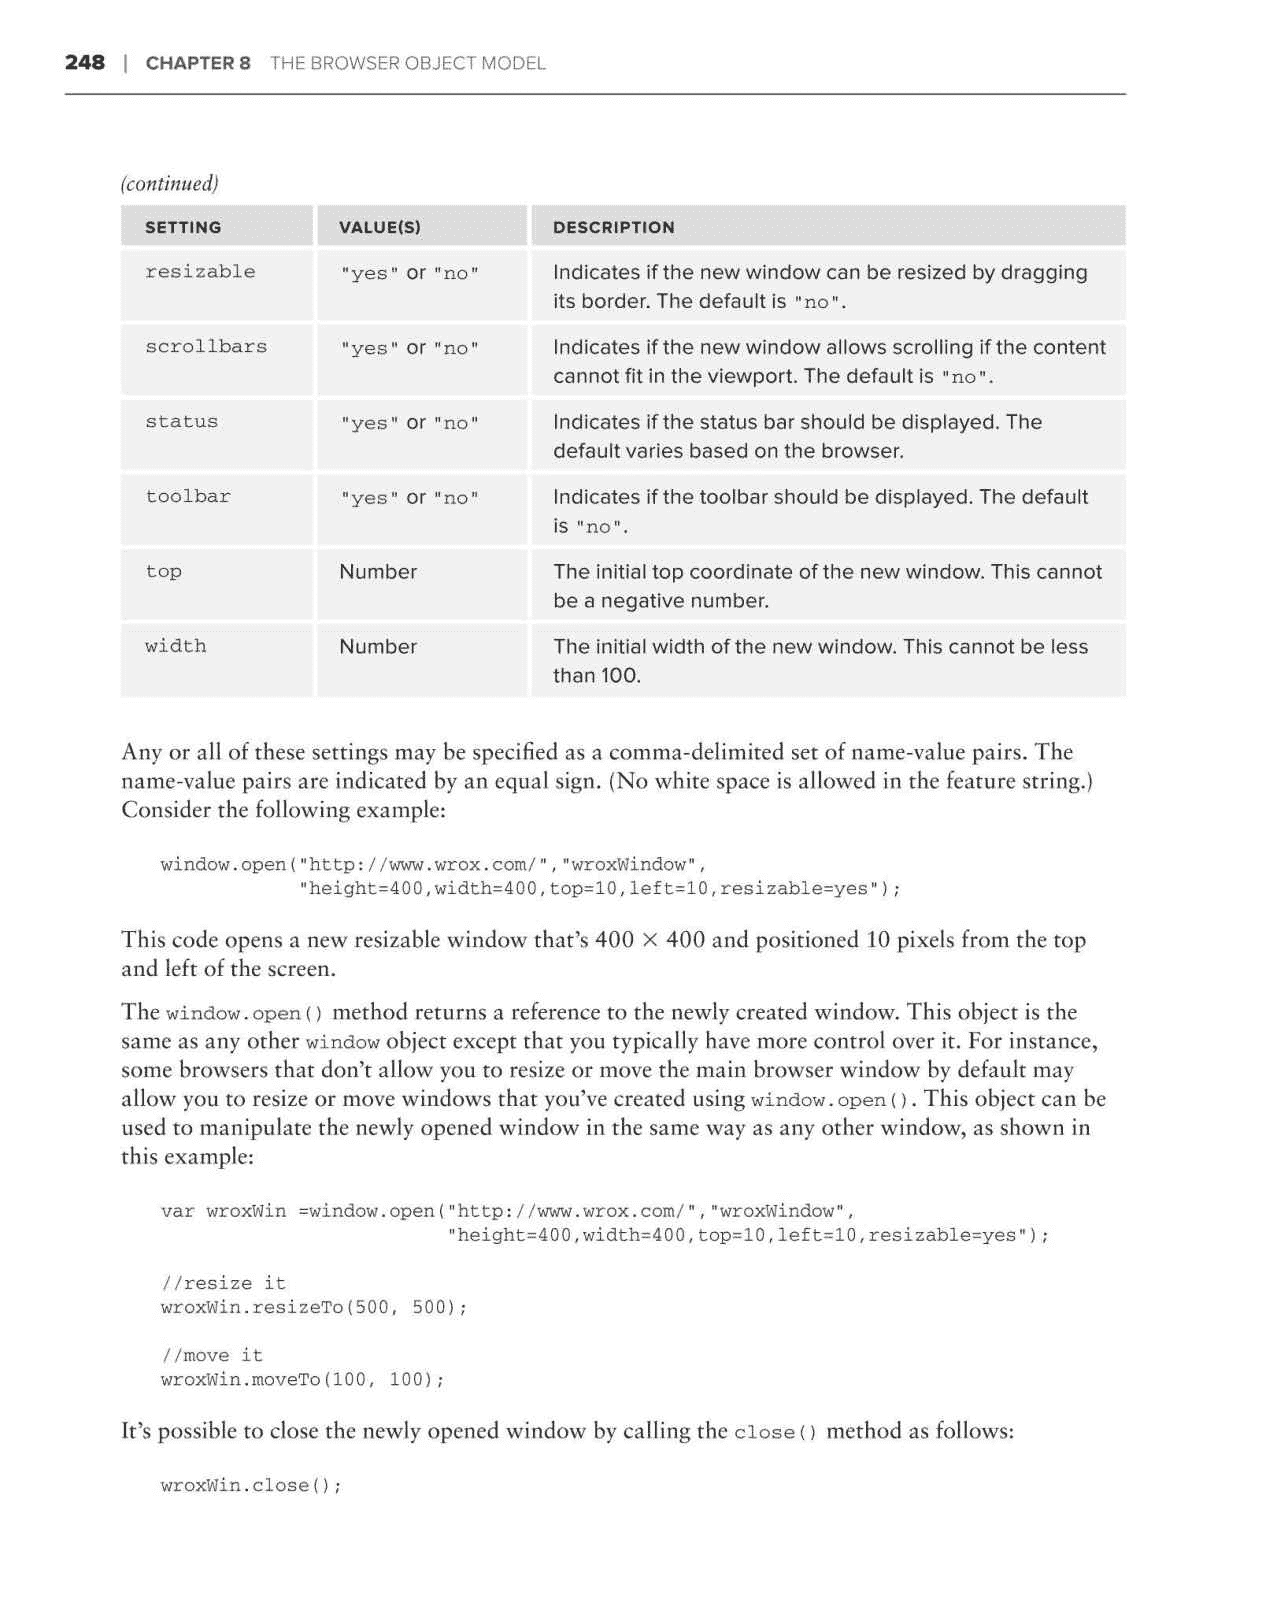 248 | CHAPTER 8 THE BROWSER OBJECT MODEL
(continued)
SETTING VALUE(S) DESCRIPTION
resizable "yes" or "no" Indicates if the new window can be resized by dragging
its border. The default is "no".
scrollbars "yes" or "no" Indicates if the new window allows scrolling if the content
cannot fit in the viewport. The default is "no".
status "yes" or "no" Indicates if the status bar should be displayed. The
default varies based on the browser.
toolbar "yes" or "no" Indicates if the toolbar should be displayed. The default
is "no".
top Number The initial top coordinate of the new window. This cannot
be a negative number.
width Number The initial width of the new window. This cannot be less
than 100.
Any or all of these settings may be specified as a comma-delimited set of name-value pairs. The
name-value pairs are indicated by an equal sign. (No white space is allowed in the feature string.)
Consider the following example:
window.open("http://www.wrox.com/","wroxWindow",
"height=400,width=400,top=10,left=10,resizable=yes");
This code opens a new resizable window that’s 400 × 400 and positioned 10 pixels from the top
and left of the screen.
The window.open() method returns a reference to the newly created window. This object is the
same as any other window object except that you typically have more control over it. For instance,
some browsers that don’t allow you to resize or move the main browser window by default may
allow you to resize or move windows that you’ve created using window.open(). This object can be
used to manipulate the newly opened window in the same way as any other window, as shown in
this example:
var wroxWin =window.open("http://www.wrox.com/","wroxWindow",
"height=400,width=400,top=10,left=10,resizable=yes");
//resize it
wroxWin.resizeTo(500, 500);
//move it
wroxWin.moveTo(100, 100);
It’s possible to close the newly opened window by calling the close() method as follows:
wroxWin.close();